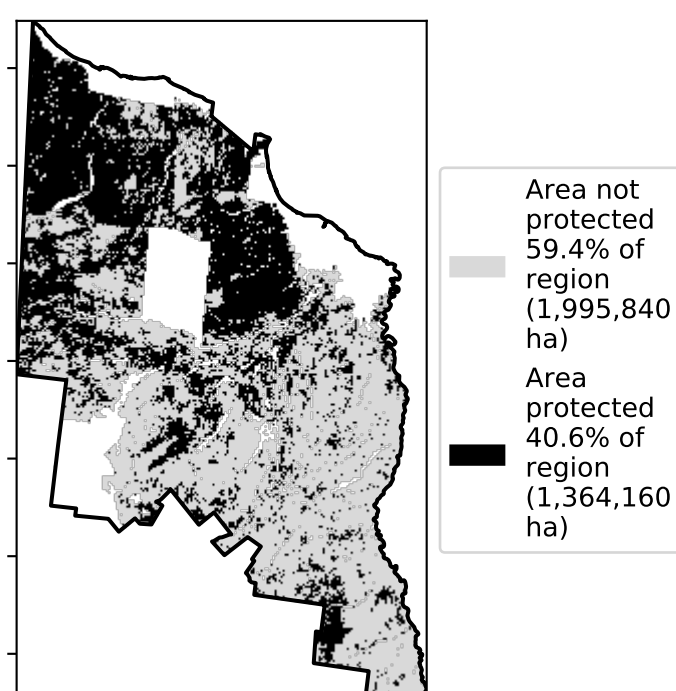 Area not
protected
59.4% of
region
(1,995,840
ha)
Area
protected
40.6% of
region
(1,364,160
ha)